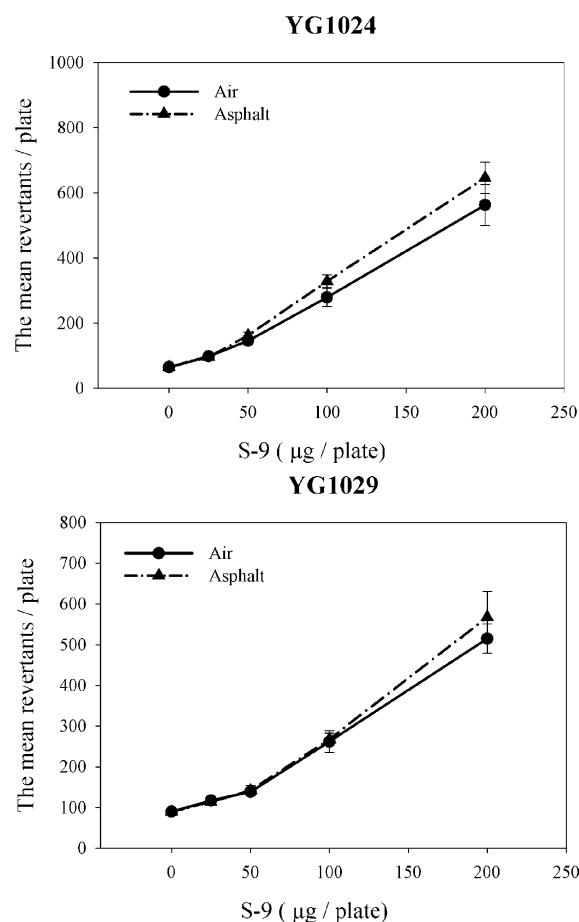 YG1024
1000
800
600
400
200
0
Air
Asphalt
The mean revertants / plate
0 50 100 150 200 250
S-9 ( µg / plate)
YG1029
800
700
600
500
400
300
200
100
0
Air
Asphalt
The mean revertants / plate
0 50 100 150 200 250
S-9 ( µg / plate)